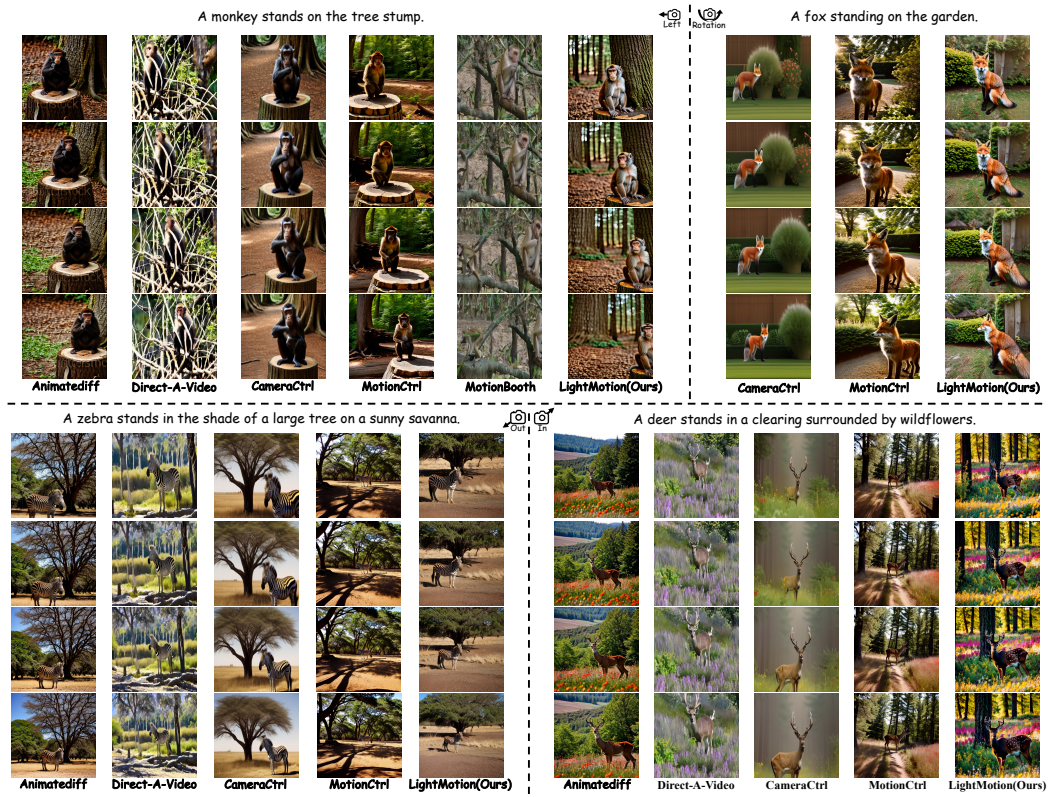 A monkey stands on the tree stump.
Left
Rotation
A fox standing on the garden.
Animatediff
Direct-A-Video
CameraCtrl
MotionCtrl
MotionBooth
LightMotion(Ours)
CameraCtrl
MotionCtrl
LightMotion(Ours)
A zebra stands in the shade of a large tree on a sunny savanna.
Out
In
A deer stands in a clearing surrounded by wildflowers.
Animatediff
Direct-A-Video
CameraCtrl
MotionCtrl
LightMotion(Ours)
Animatediff
Direct-A-Video
CameraCtrl
MotionCtrl
LightMotion(Ours)